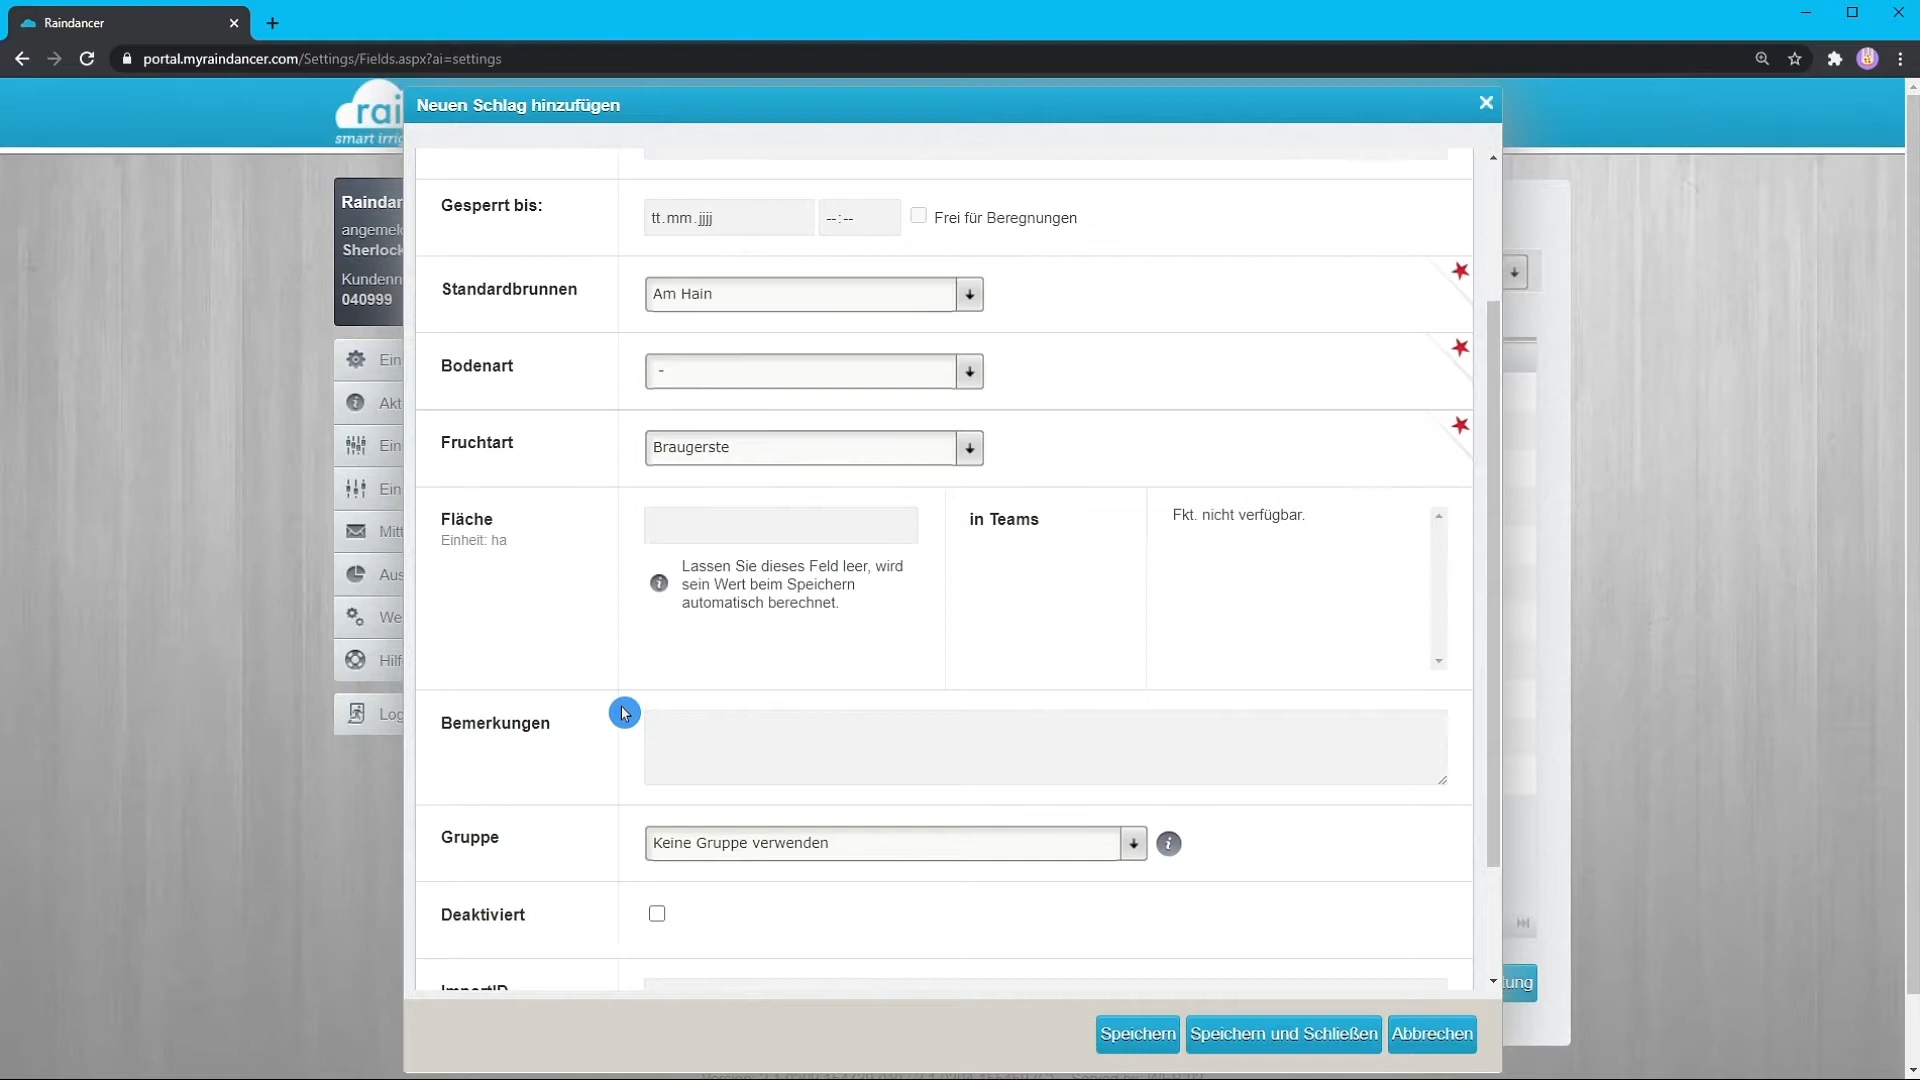 Raindancer
portal.myraindancer.com/Settings/Fields.aspx?ai=settings
rai
smart irrig
Neuen Schlag hinzufügen
Raindan
angemeld
Sherlock
Kundenn
040999
Ein
Akt
Ein
Ein
Mitt
Aus
We
Hilf
Log
Gesperrt bis:
tt.mm.jjjj
--:--
Frei für Beregnungen
Standardbrunnen
Am Hain
Bodenart
-
Fruchtart
Braugerste
Fläche
Einheit: ha
Lassen Sie dieses Feld leer, wird
sein Wert beim Speichern
automatisch berechnet.
in Teams
Fkt. nicht verfügbar.
Bemerkungen
Gruppe
Keine Gruppe verwenden
Deaktiviert
ImportID
tung
Speichern
Speichern und Schließen
Abbrechen